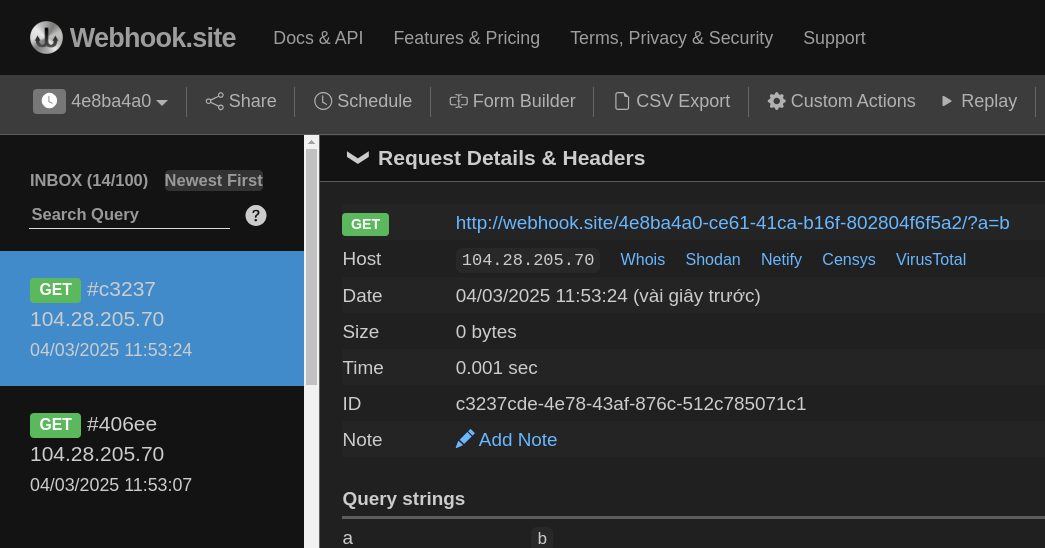 Webhook.site Docs & API Features & Pricing Terms, Privacy & Security Support
4e8ba4a0 Share Schedule Form Builder CSV Export Custom Actions Replay
INBOX (14/100) Newest First
Search Query ?
GET #c3237
104.28.205.70
04/03/2025 11:53:24
GET #406ee
104.28.205.70
04/03/2025 11:53:07
Request Details & Headers
GET http://webhook.site/4e8ba4a0-ce61-41ca-b16f-802804f6f5a2/?a=b
Host 104.28.205.70 Whois Shodan Netify Censys VirusTotal
Date 04/03/2025 11:53:24 (vài giây trước)
Size 0 bytes
Time 0.001 sec
ID c3237cde-4e78-43af-876c-512c785071c1
Note Add Note
Query strings
a b